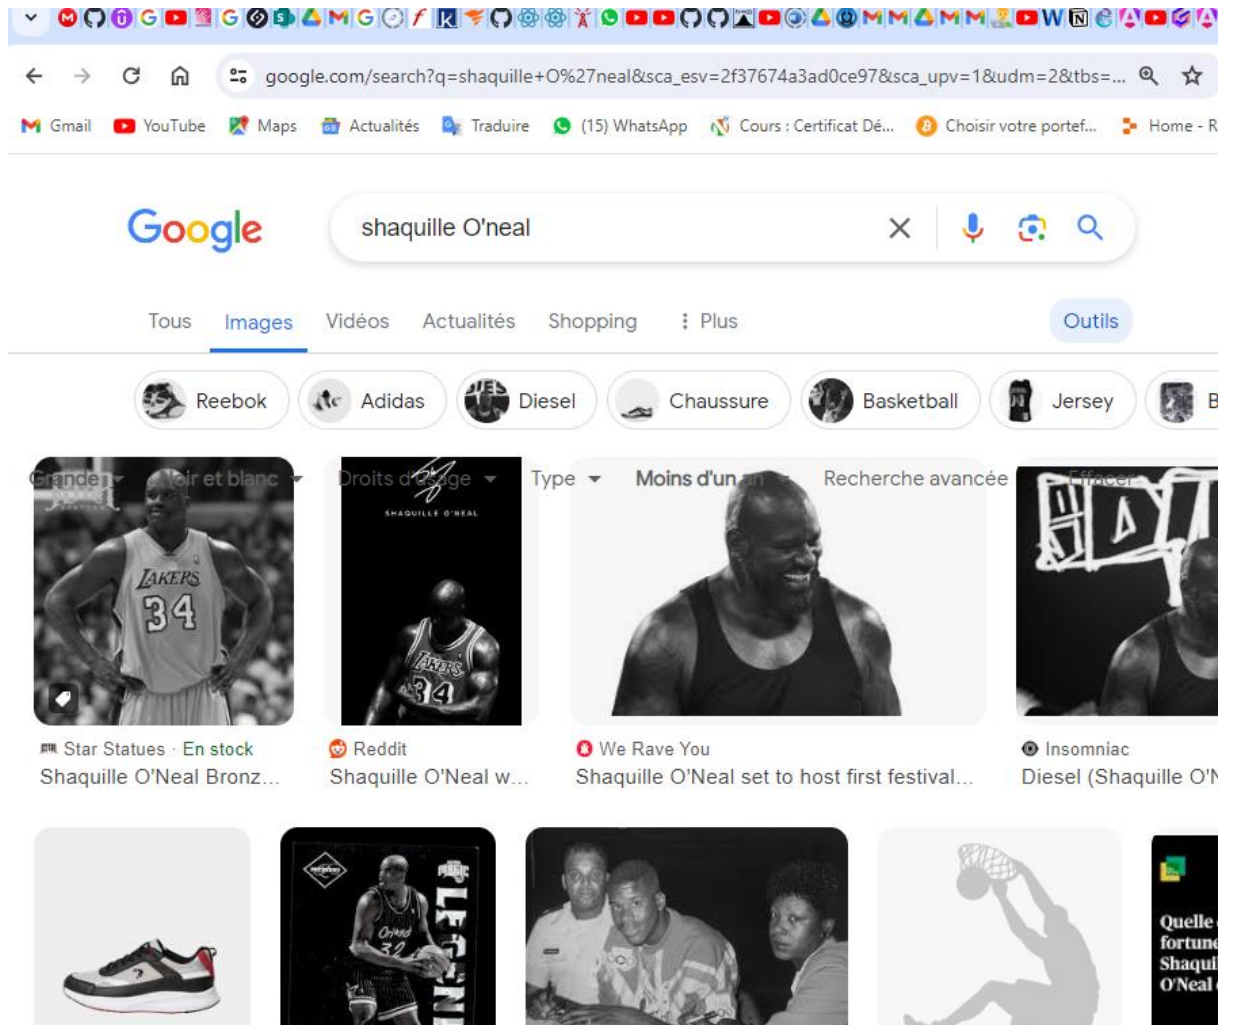 google.com/search?q=shaquille+O%27neal&sca_esv=2f37674a3ad0ce97&sca_upv=1&udm=2&tbs=...
Gmail YouTube Maps Actualités Traduire (15) WhatsApp Cours : Certificat Dé... Choisir votre portef... Home - R
Google shaquille O'neal
Tous Images Vidéos Actualités Shopping Plus Outils
Reebok Adidas Diesel Chaussure Basketball Jersey B
Grande Noir et blanc Droits d'usage Type Moins d'un an Recherche avancée Effacer
SHAQUILLE O'NEAL
LAKERS
34
LAKERS
34
Star Statues · En stock Reddit We Rave You Insomniac
Shaquille O'Neal Bronz... Shaquille O'Neal w... Shaquille O'Neal set to host first festival... Diesel (Shaquille O'N
MAGIC
LEGEN
Orlando
32
Quelle
fortune
Shaqui
O'Neal